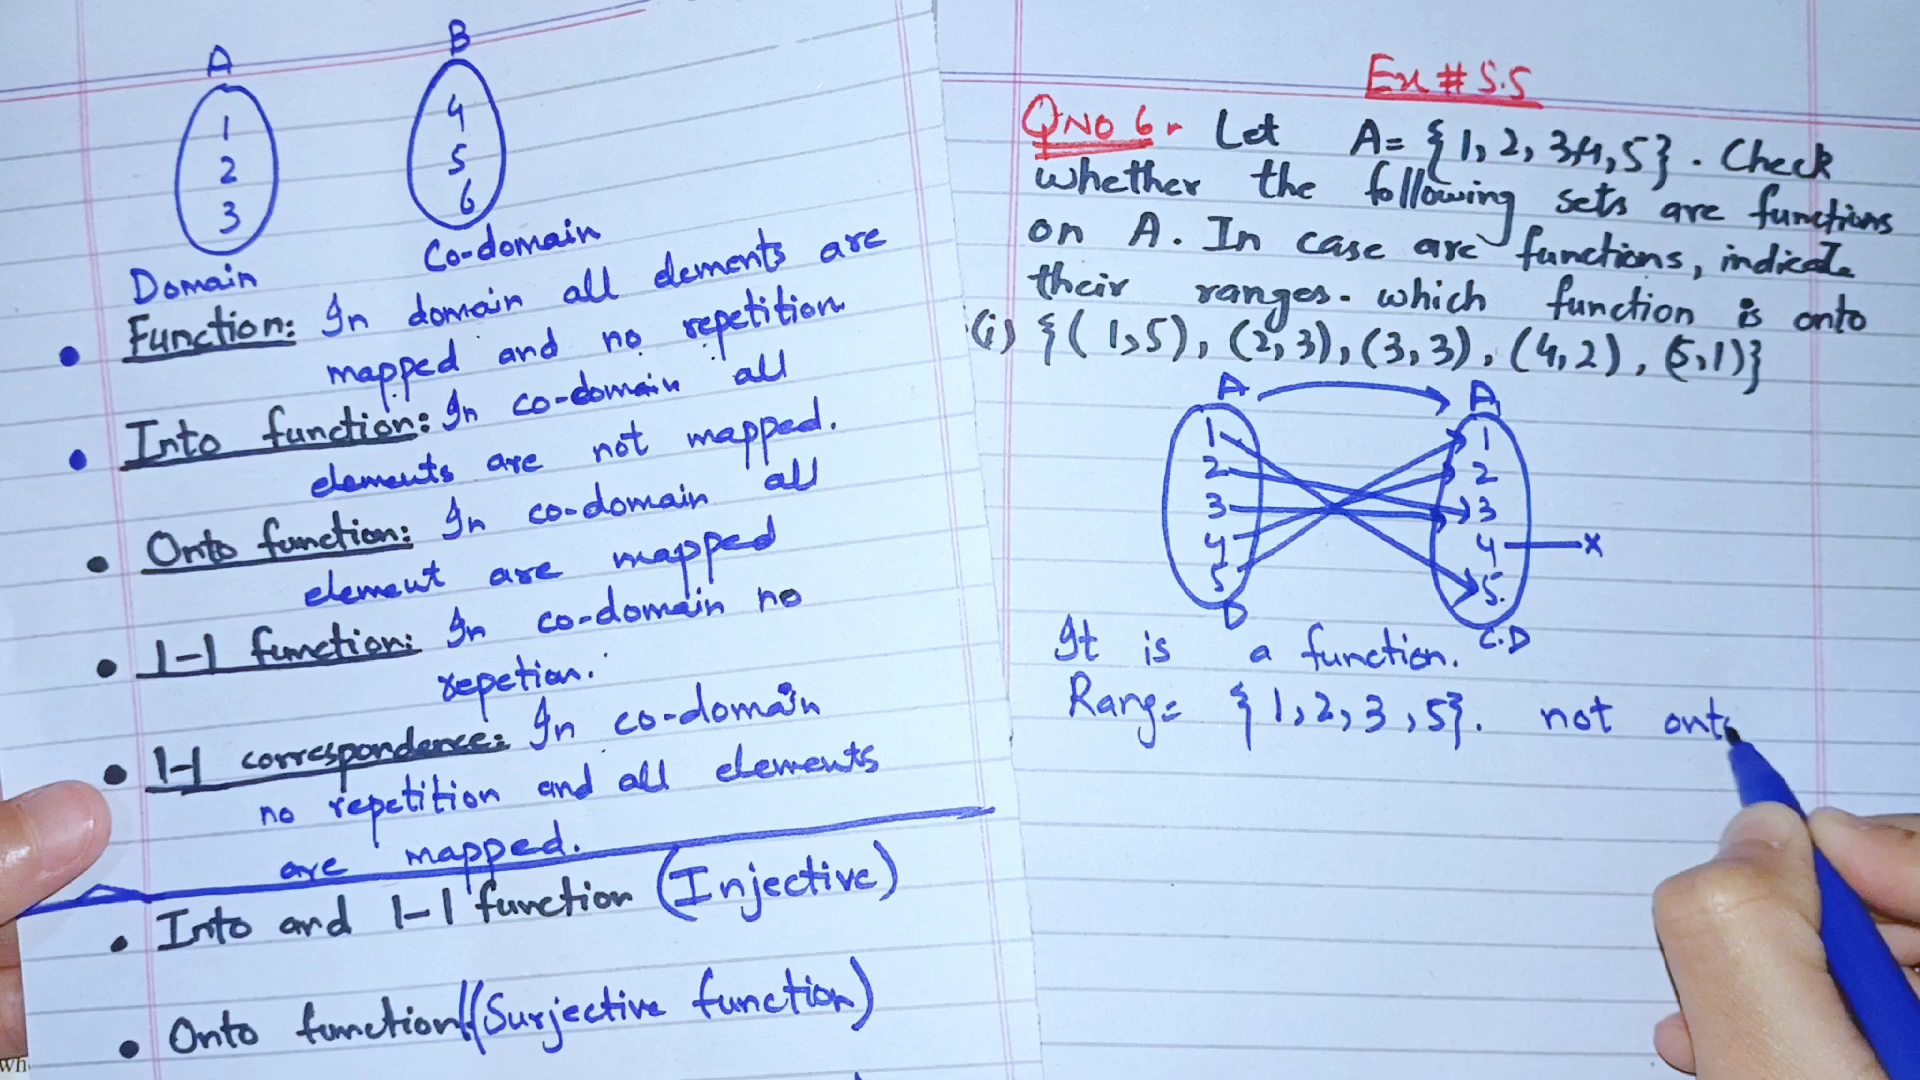 A
B
1
2
3
4
5
6
Domain
Co-domain
• Function: In domain all elements are
mapped and no repetition
• Into function: In co-domain all
elements are not mapped.
• Onto function: In co-domain all
element are mapped
• 1-1 function: In co-domain no
repetion.
• 1-1 correspondence: In co-domain
no repetition and all elements
are mapped.
• Into and 1-1 function (Injective)
• Onto function (Surjective function)
Ex # 5.5
Q NO 6 Let A= {1, 2, 3,4, 5}. Check
whether the following sets are functions
on A. In case are functions, indicate
their ranges. which function is onto
(i) {(1,5), (2,3), (3,3), (4,2), (5,1)}
A A
1 1
2 2
3 3
4 4 x
5 5
D C.D
It is a function.
Rang= {1,2,3,5}. not onto
wh